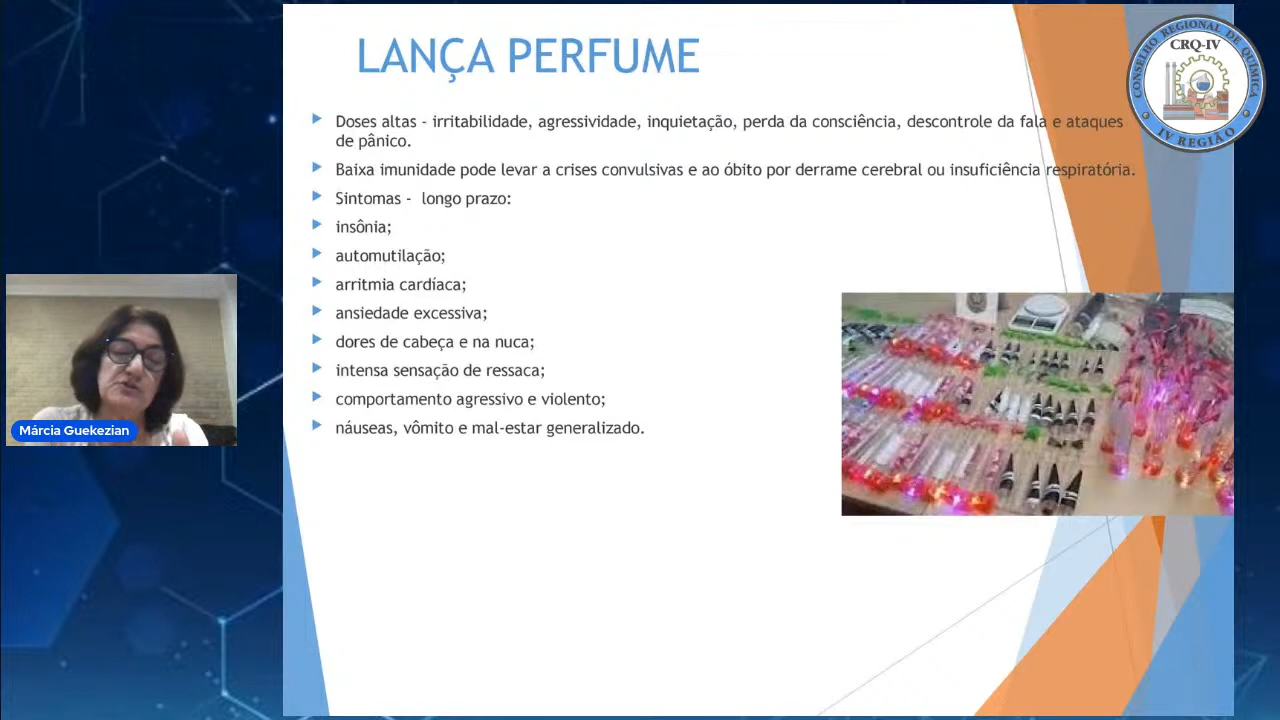 LANÇA PERFUME
Doses altas - irritabilidade, agressividade, inquietação, perda da consciência, descontrole da fala e ataques
de pânico.
Baixa imunidade pode levar a crises convulsivas e ao óbito por derrame cerebral ou insuficiência respiratória.
Sintomas -  longo prazo:
insônia;
automutilação;
arritmia cardíaca;
ansiedade excessiva;
dores de cabeça e na nuca;
intensa sensação de ressaca;
comportamento agressivo e violento;
náuseas, vômito e mal-estar generalizado.
Márcia Guekezian
CONSELHO REGIONAL DE QUÍMICA
CRQ-IV
IV REGIÃO